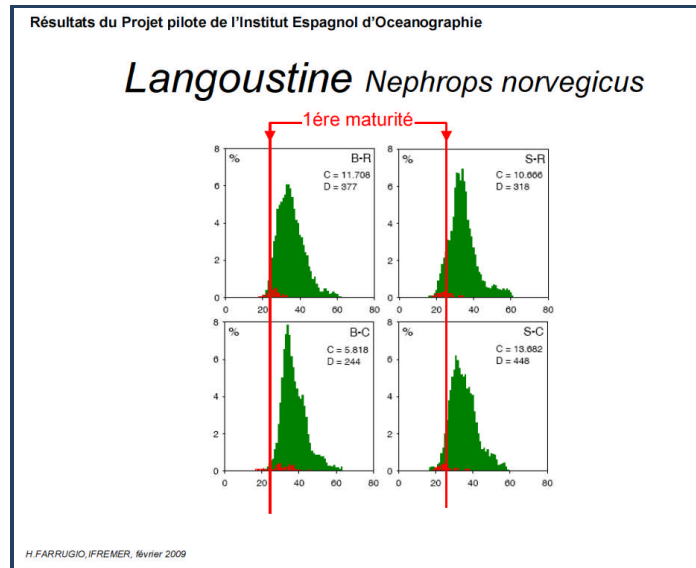 Résultats du Projet pilote de l'Institut Espagnol d'Oceanographie
Langoustine Nephrops norvegicus
1ére maturité
8
6
4
2
0
%
B-R
C = 11.708
D = 377
0 20 40 60 80
8
6
4
2
0
%
S-R
C = 10.666
D = 318
0 20 40 60 80
8
6
4
2
0
%
B-C
C = 5.818
D = 244
0 20 40 60 80
8
6
4
2
0
%
S-C
C = 13.682
D = 448
0 20 40 60 80
H.FARRUGIO,IFREMER, février 2009